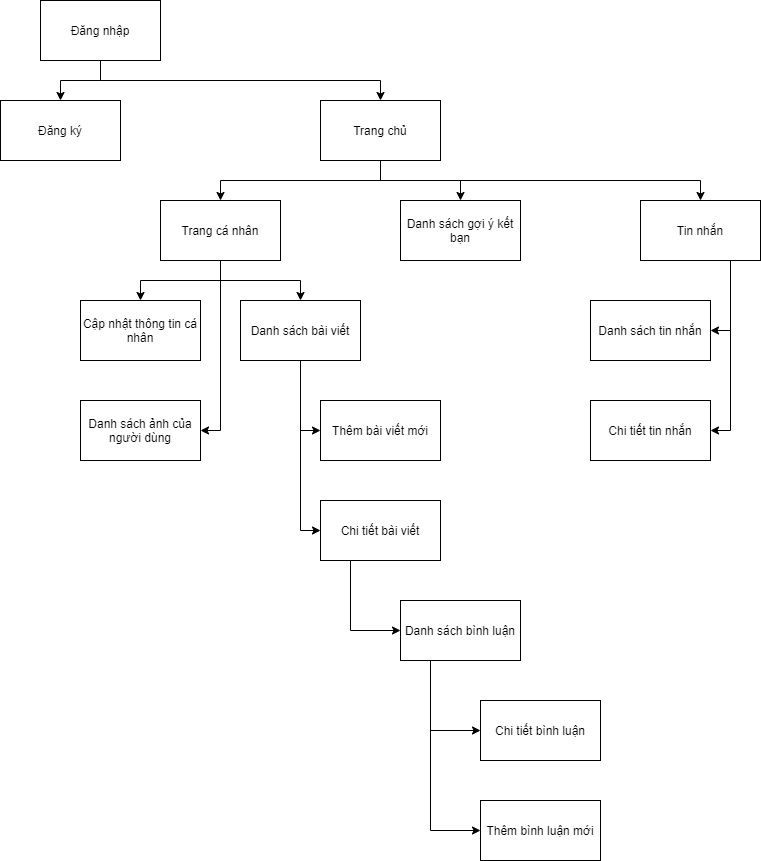 Đăng nhập
Đăng ký
Trang chủ
Trang cá nhân
Danh sách gợi ý kết
bạn
Tin nhắn
Cập nhật thông tin cá
nhân
Danh sách bài viết
Danh sách tin nhắn
Danh sách ảnh của
người dùng
Thêm bài viết mới
Chi tiết tin nhắn
Chi tiết bài viết
Danh sách bình luận
Chi tiết bình luận
Thêm bình luận mới